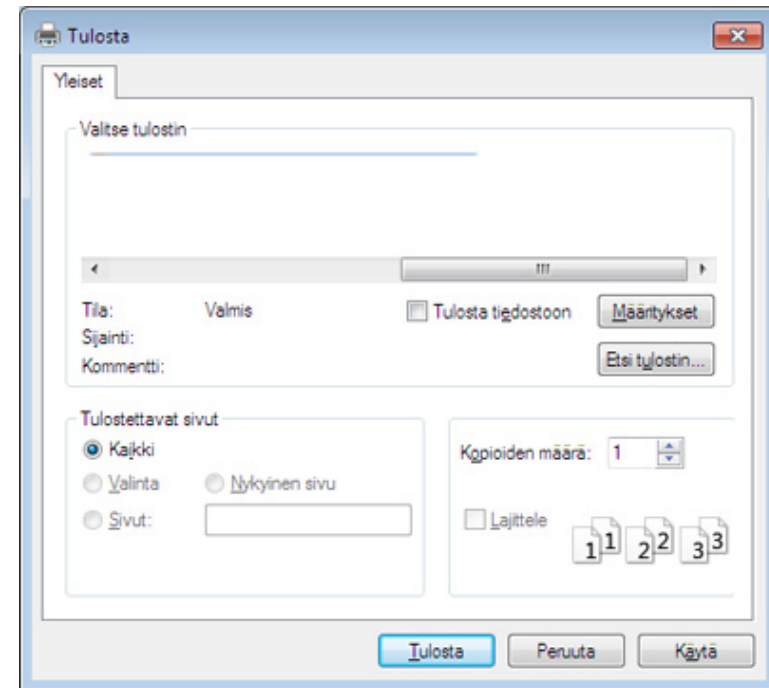 Tulosta
Yleiset
Valitse tulostin
Tila: Valmis
Tulosta tiedostoon
Määritykset
Sijainti:
Kommentti:
Etsi tulostin...
Tulostettavat sivut
Kaikki
Valinta Nykyinen sivu
Sivut:
Kopioiden määrä: 1
Lajittele
1 1 2 2 3 3
Tulosta Peruuta Käytä